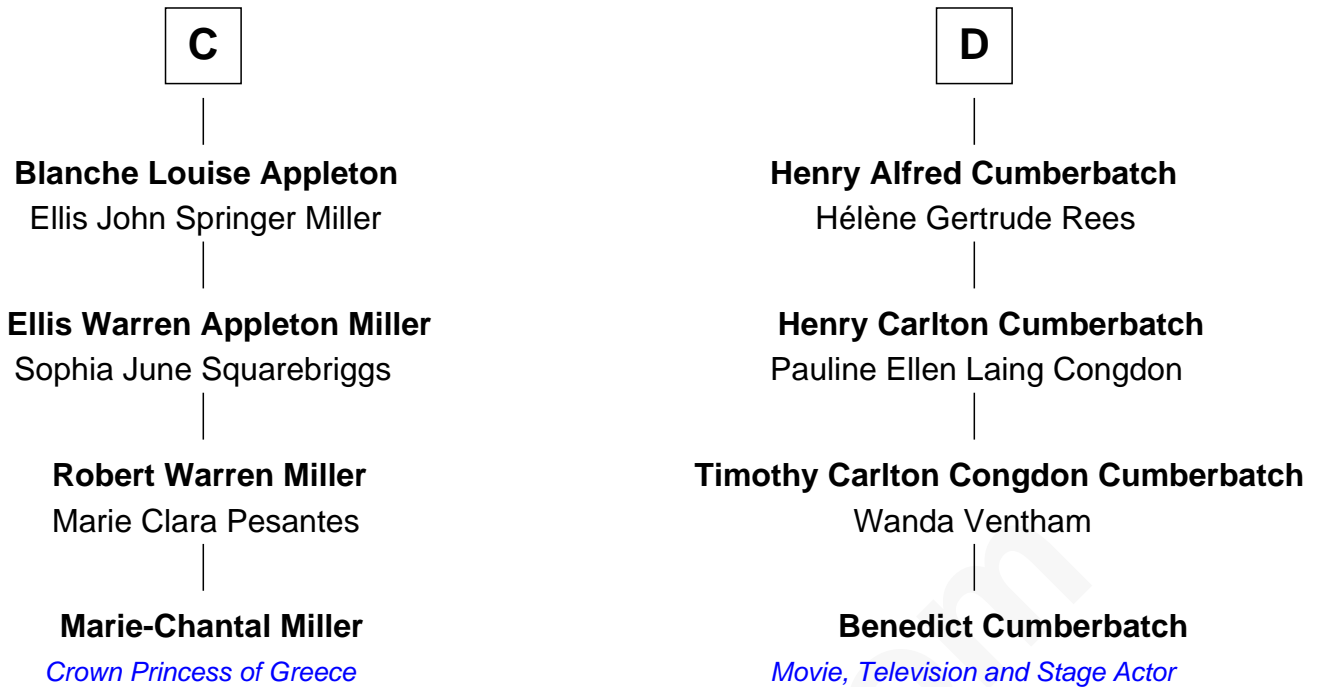 C
Blanche Louise Appleton
Ellis John Springer Miller
Ellis Warren Appleton Miller
Sophia June Squarebriggs
Robert Warren Miller
Marie Clara Pesantes
Marie-Chantal Miller
Crown Princess of Greece
D
Henry Alfred Cumberbatch
Hélène Gertrude Rees
Henry Carlton Cumberbatch
Pauline Ellen Laing Congdon
Timothy Carlton Congdon Cumberbatch
Wanda Ventham
Benedict Cumberbatch
Movie, Television and Stage Actor